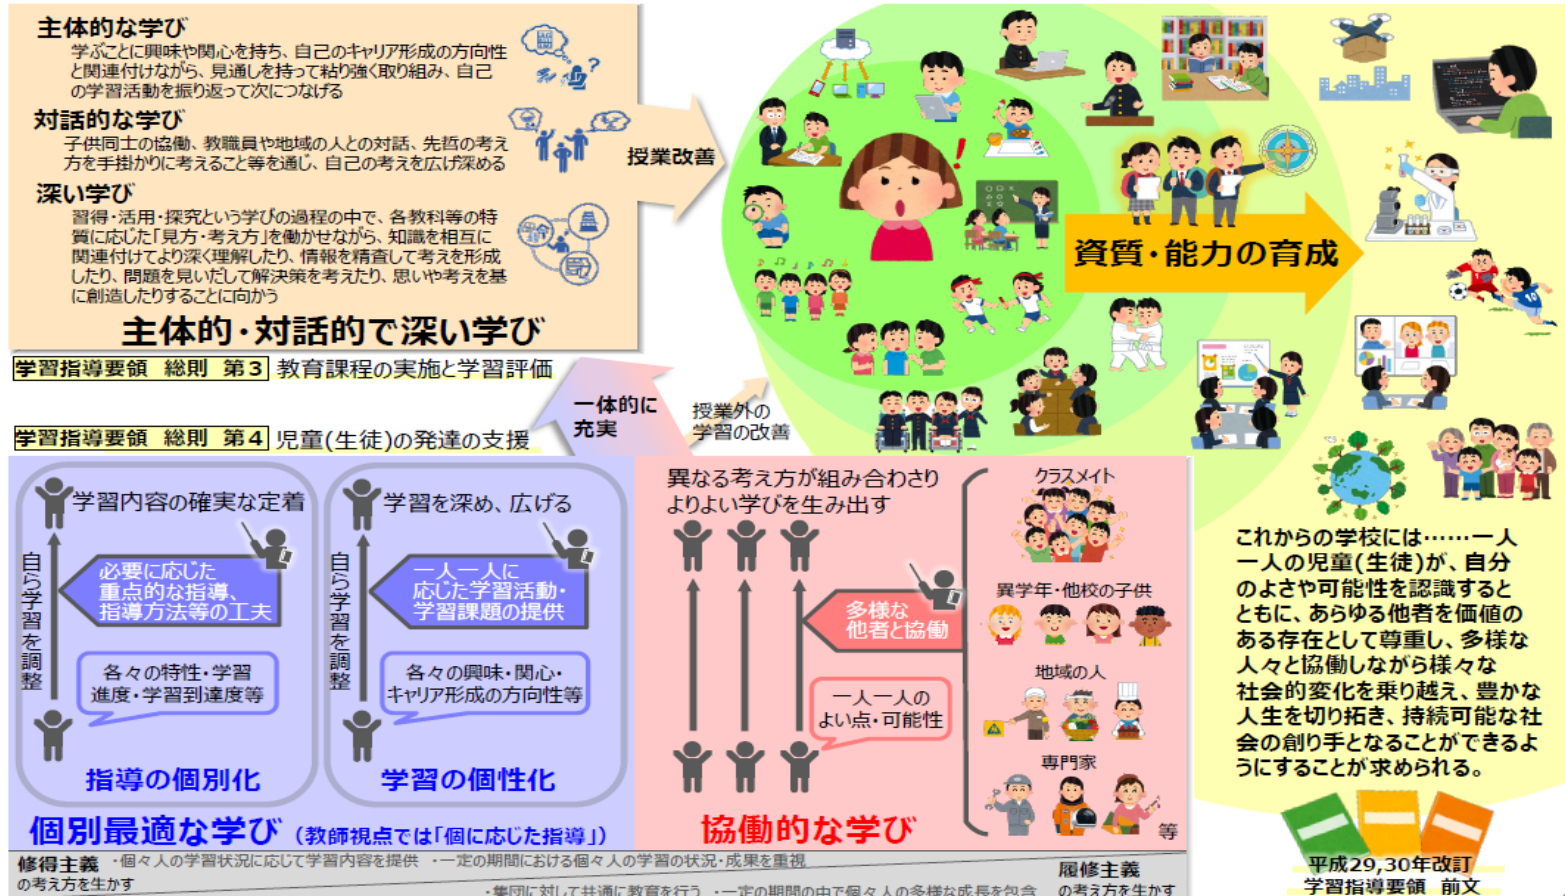 主体的な学び
学ぶことに興味や関心を持ち、自己のキャリア形成の方向性
と関連付けながら、見通しを持って粘り強く取り組み、自己
の学習活動を振り返って次につなげる
対話的な学び
子供同士の協働、教職員や地域の人との対話、先哲の考え
方を手掛かりに考えること等を通じ、自己の考えを広げ深める
深い学び
習得・活用・探究という学びの過程の中で、各教科等の特
質に応じた「見方・考え方」を働かせながら、知識を相互に
関連付けてより深く理解したり、情報を精査して考えを形成
したり、問題を見いだして解決策を考えたり、思いや考えを基
に創造したりすることに向かう
主体的・対話的で深い学び
授業改善
資質・能力の育成
学習指導要領 総則 第3 教育課程の実施と学習評価
学習指導要領 総則 第4 児童(生徒)の発達の支援
一体的に
充実
授業外の
学習の改善
学習内容の確実な定着
自ら学習を調整
必要に応じた
重点的な指導、
指導方法等の工夫
各々の特性・学習
進度・学習到達度等
指導の個別化
学習を深め、広げる
自ら学習を調整
一人一人に
応じた学習活動・
学習課題の提供
各々の興味・関心・
キャリア形成の方向性等
学習の個性化
個別最適な学び (教師視点では「個に応じた指導」)
異なる考え方が組み合わさり
よりよい学びを生み出す
多様な
他者と協働
一人一人の
よい点・可能性
協働的な学び
クラスメイト
異学年・他校の子供
地域の人
専門家
等
修得主義
の考え方を生かす
・個々人の学習状況に応じて学習内容を提供 ・一定の期間における個々人の学習の状況・成果を重視
・集団に対して共通に教育を行う ・一定の期間の中で個々人の多様な成長を包含
履修主義
の考え方を生かす
これからの学校には……一人
一人の児童(生徒)が、自分
のよさや可能性を認識すると
ともに、あらゆる他者を価値の
ある存在として尊重し、多様な
人々と協働しながら様々な
社会的変化を乗り越え、豊かな
人生を切り拓き、持続可能な社
会の創り手となることができるよ
うにすることが求められる。
平成29,30年改訂
学習指導要領 前文